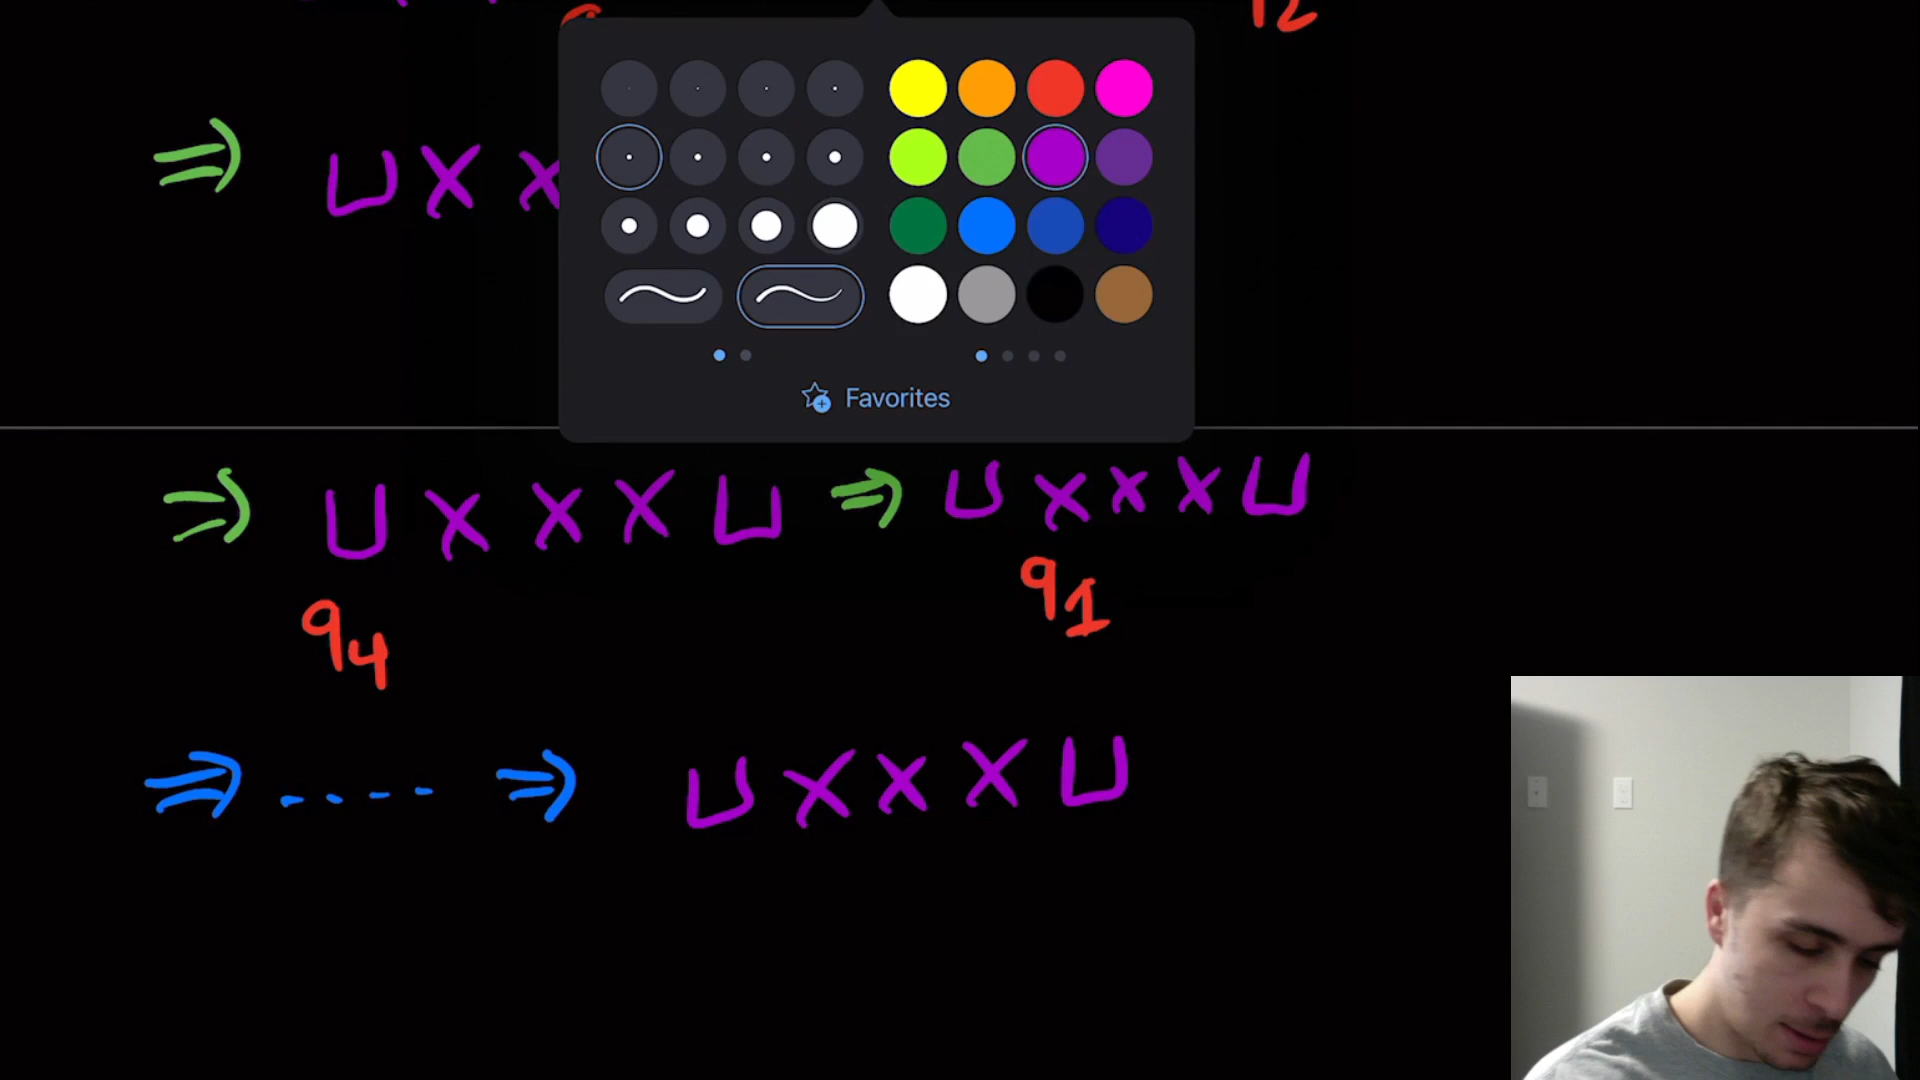 ⇒ ⊔ X X
Favorites
⇒ ⊔ X X X ⊔ ⇒ ⊔ X X X ⊔
q4 q1
⇒ .... ⇒ ⊔ X X X ⊔